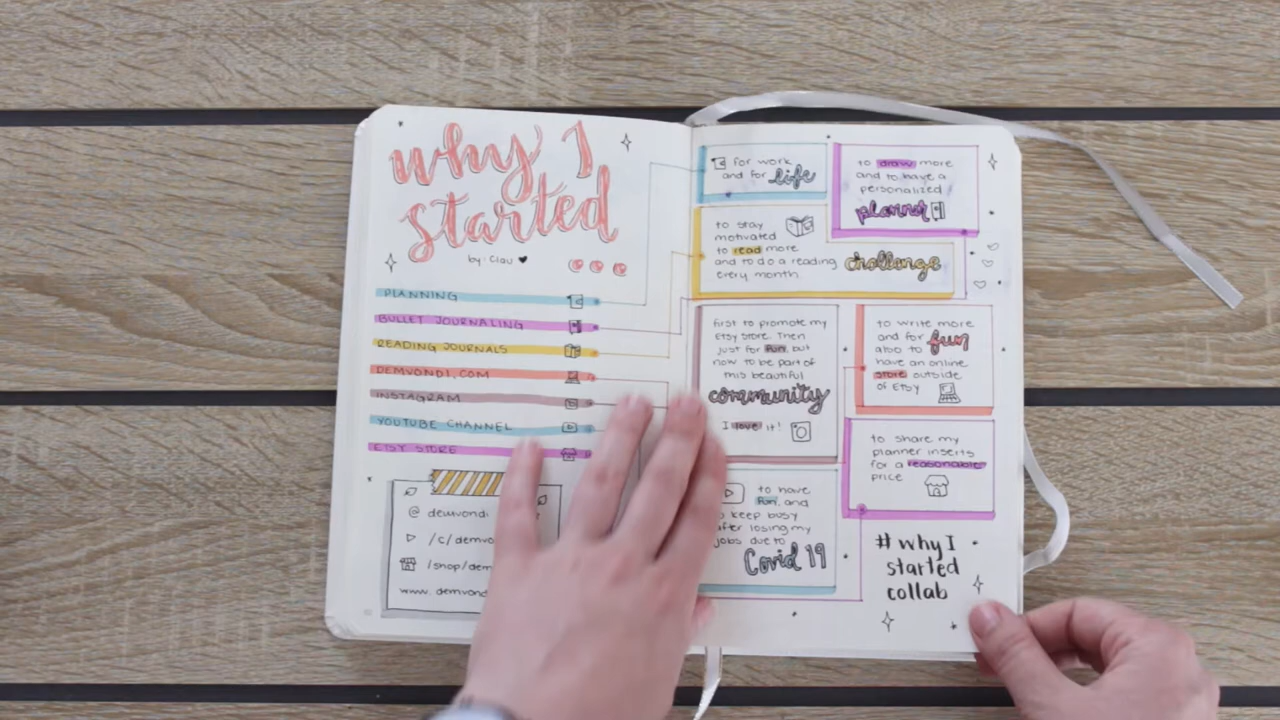 why I
started
by: Clau
PLANNING
BULLET JOURNALING
READING JOURNALS
DEMVONDI.COM
INSTAGRAM
YOUTUBE CHANNEL
ETSY STORE
@ demvondi
/c/demvo
/shop/dem
www. demvondi
for work
and for life
to draw more
and to have a
personalized
planner
to stay
motivated
to read more
and to do a reading
every month.
challenge
first to promote my
Etsy store. Then
just for fun, but
now to be part of
this beautiful
community
I love it!
to write more
and for fun
also to
have an online
store outside
of Etsy
to share my
planner inserts
for a reasonable
price
to have
fun, and
keep busy
after losing my
jobs due to
Covid 19
# why I
started
collab